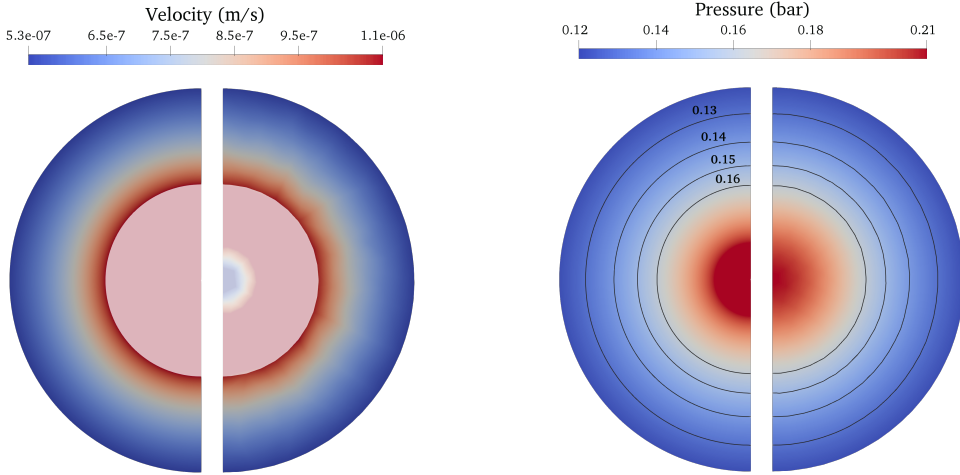 Velocity (m/s)
5.3e-07 6.5e-7 7.5e-7 8.5e-7 9.5e-7 1.1e-06
Pressure (bar)
0.12 0.14 0.16 0.18 0.21
0.13
0.14
0.15
0.16